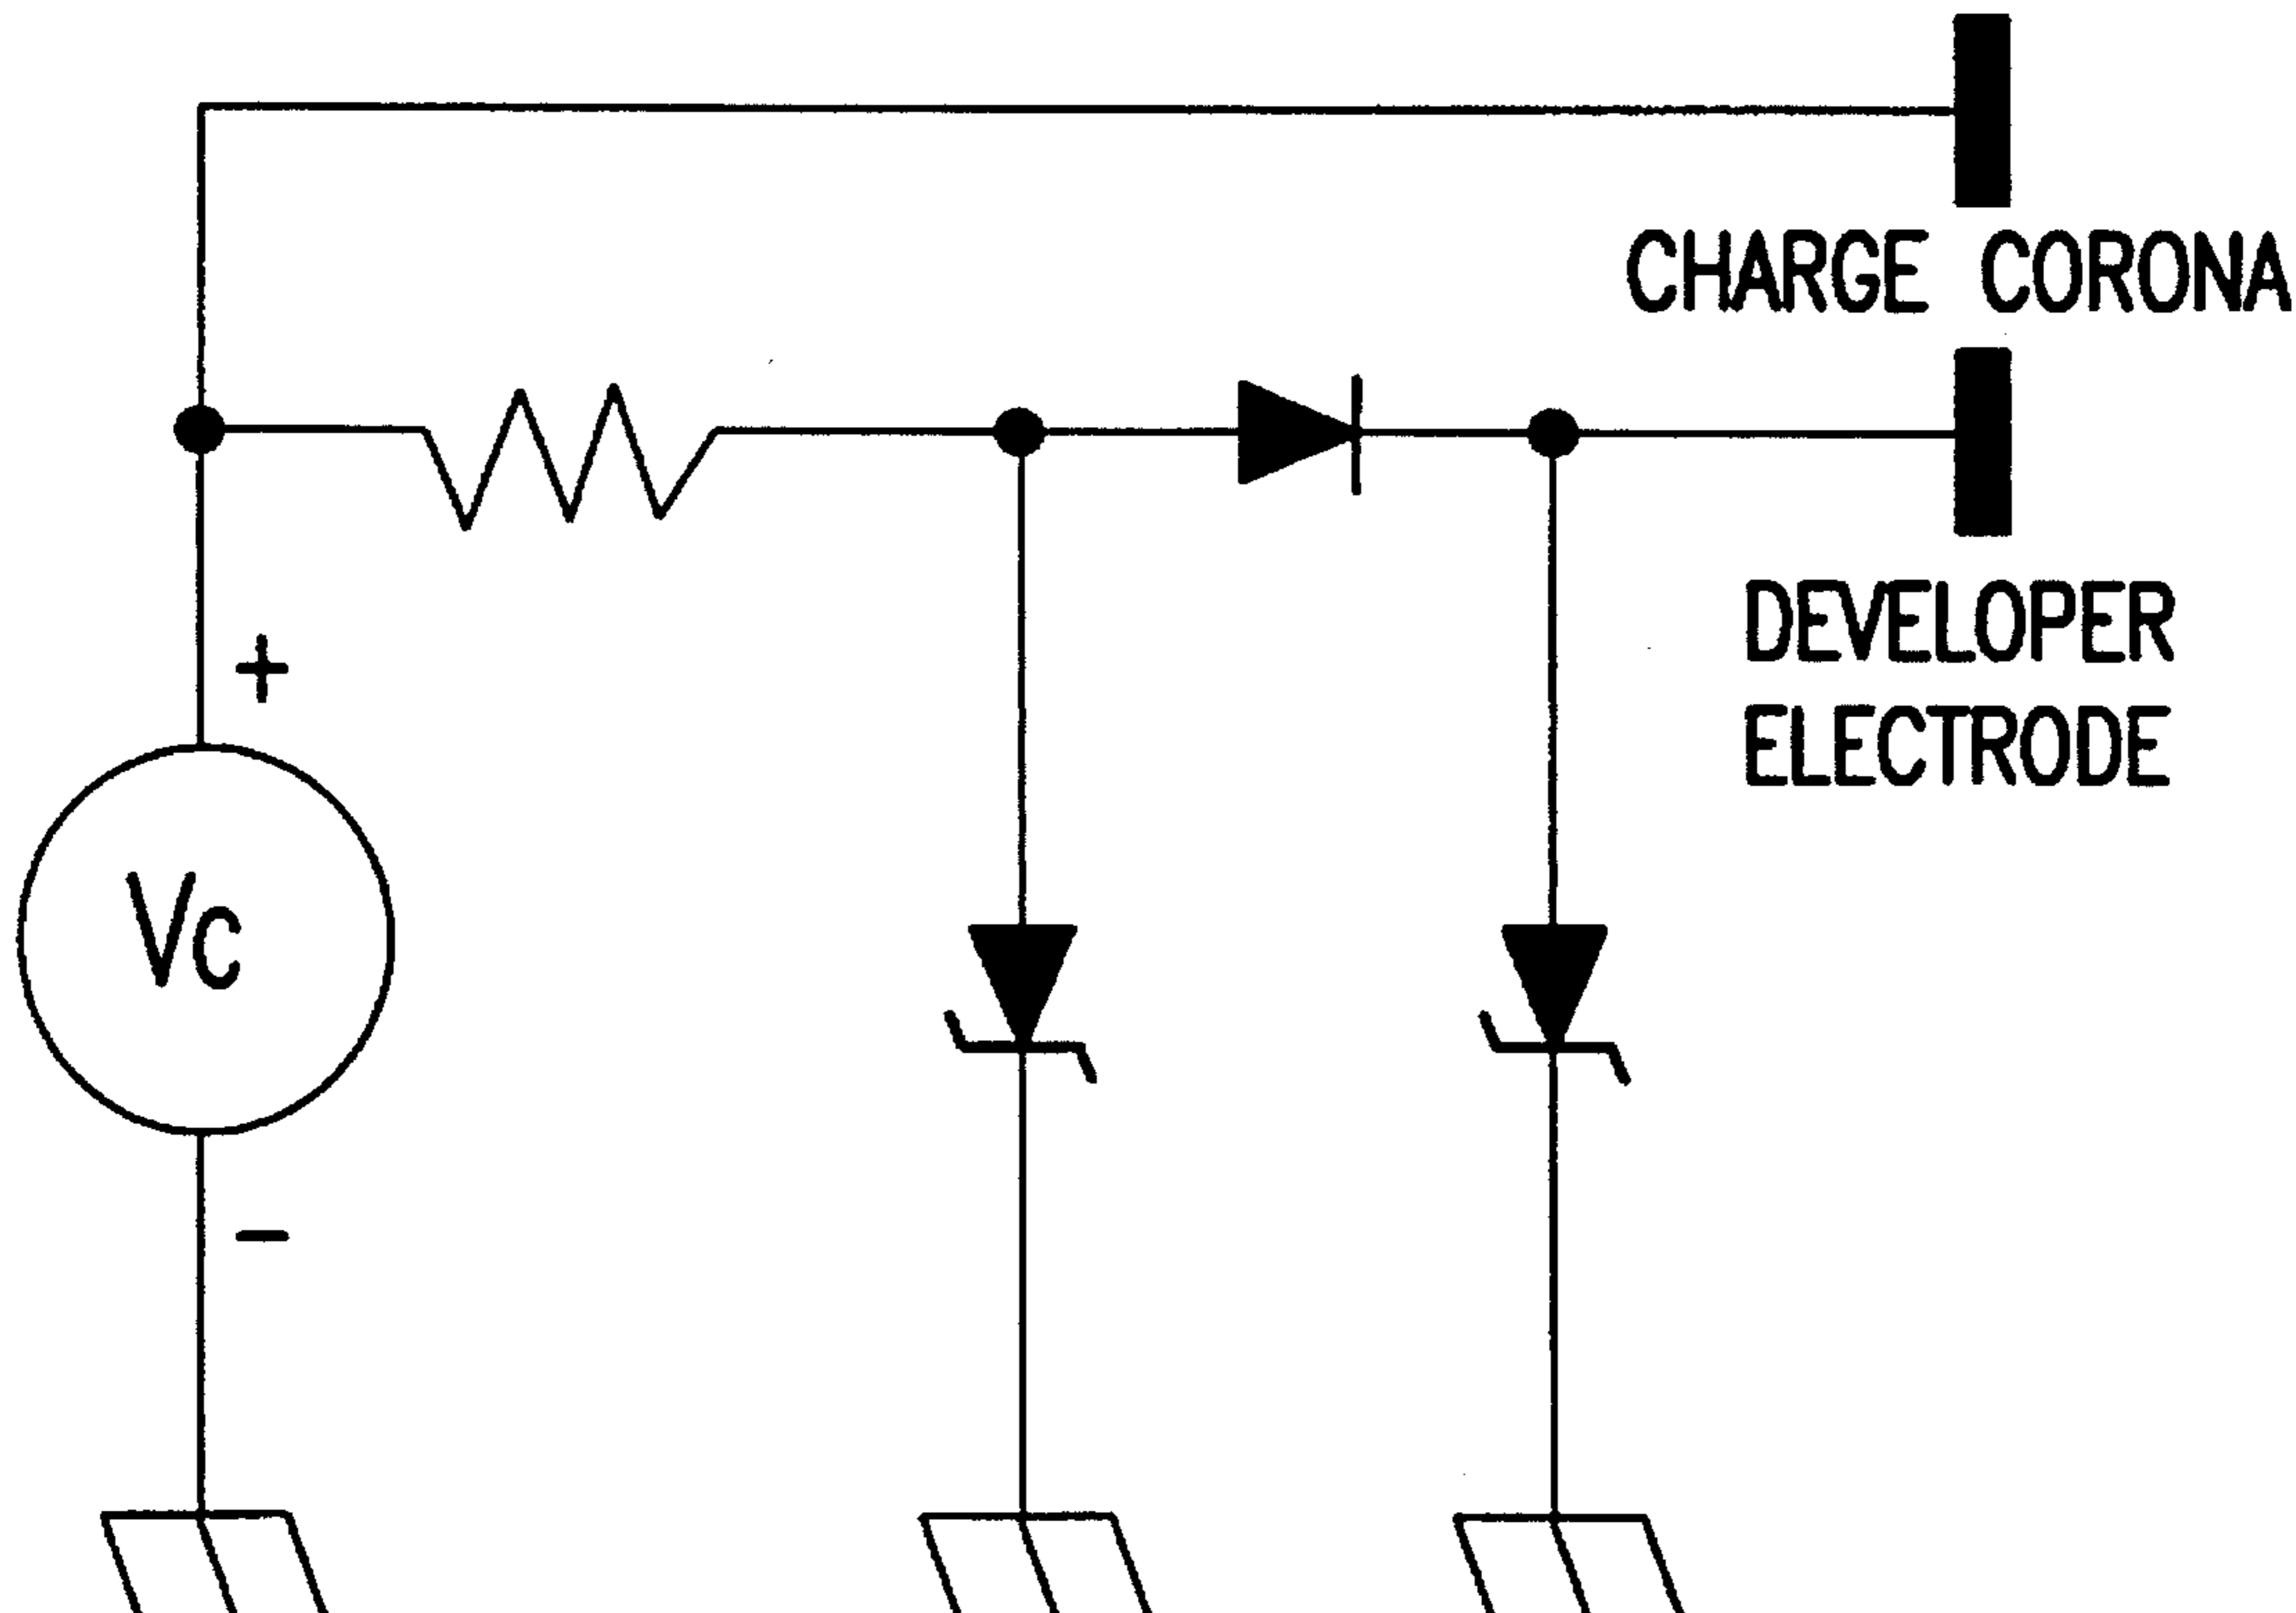 CHARGE CORONA
DEVELOPER
ELECTRODE
+
Vc
−